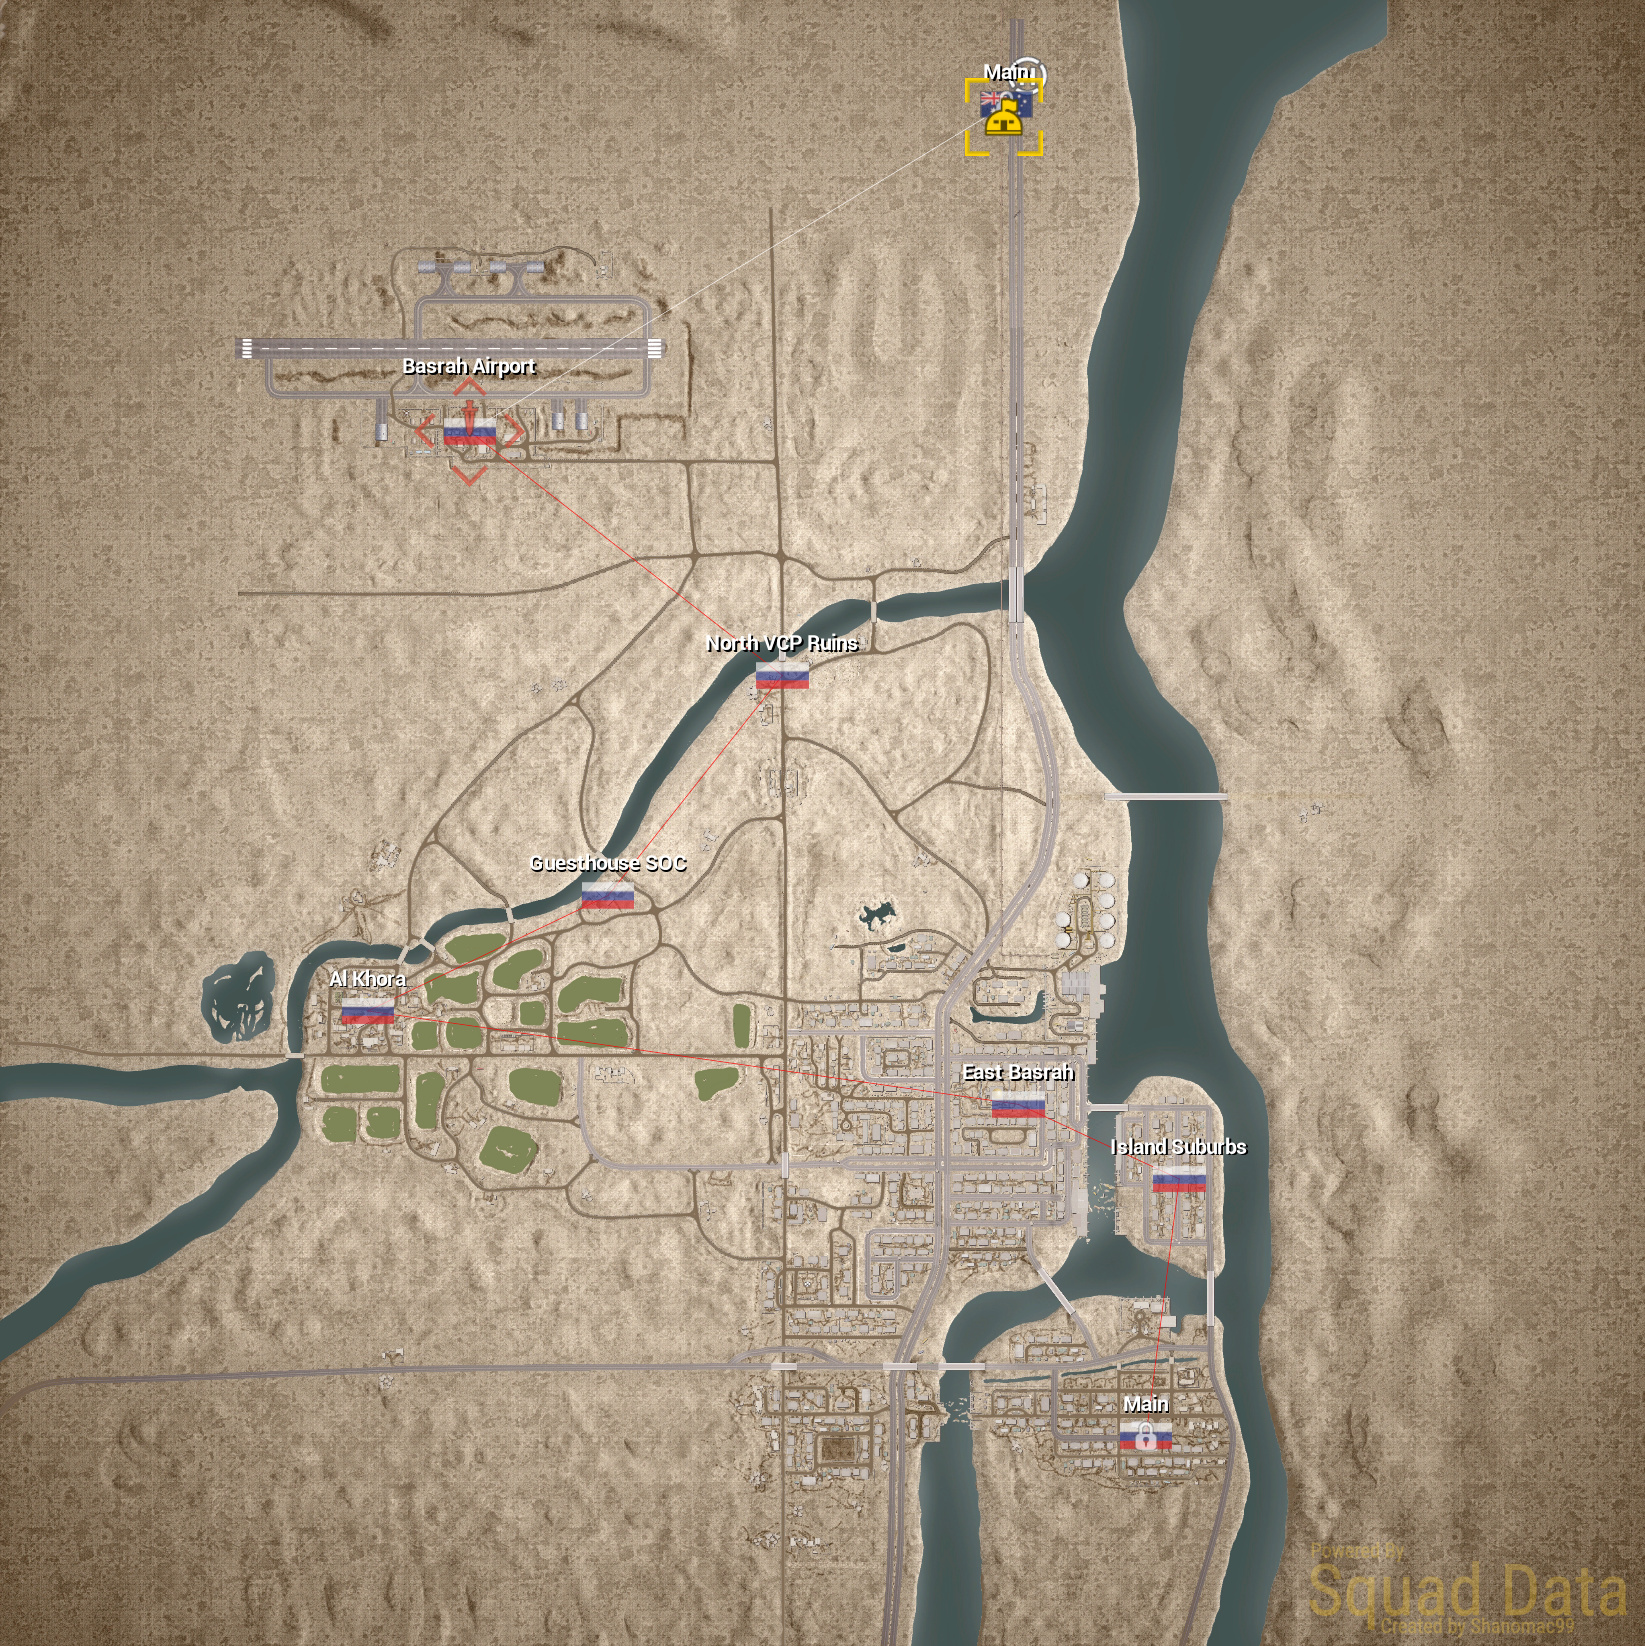 Main
Basrah Airport
North VCP Ruins
Guesthouse SOC
Al Khora
East Basrah
Island Suburbs
Main
Powered By
Squad Data
Created by Shanomac99